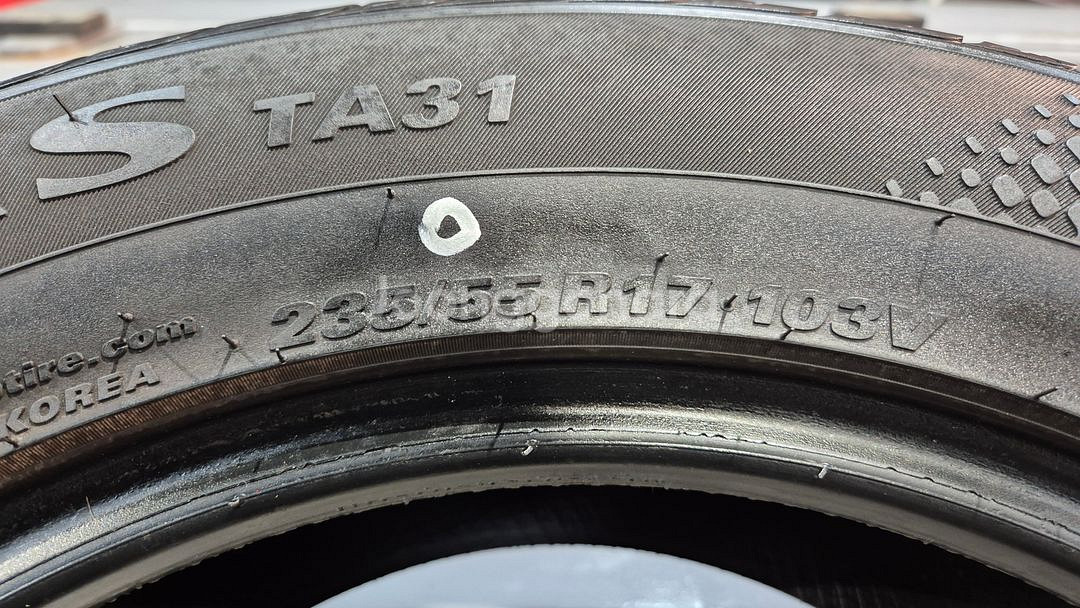 S TA31
235/55 R17 103V
tire.com
KOREA